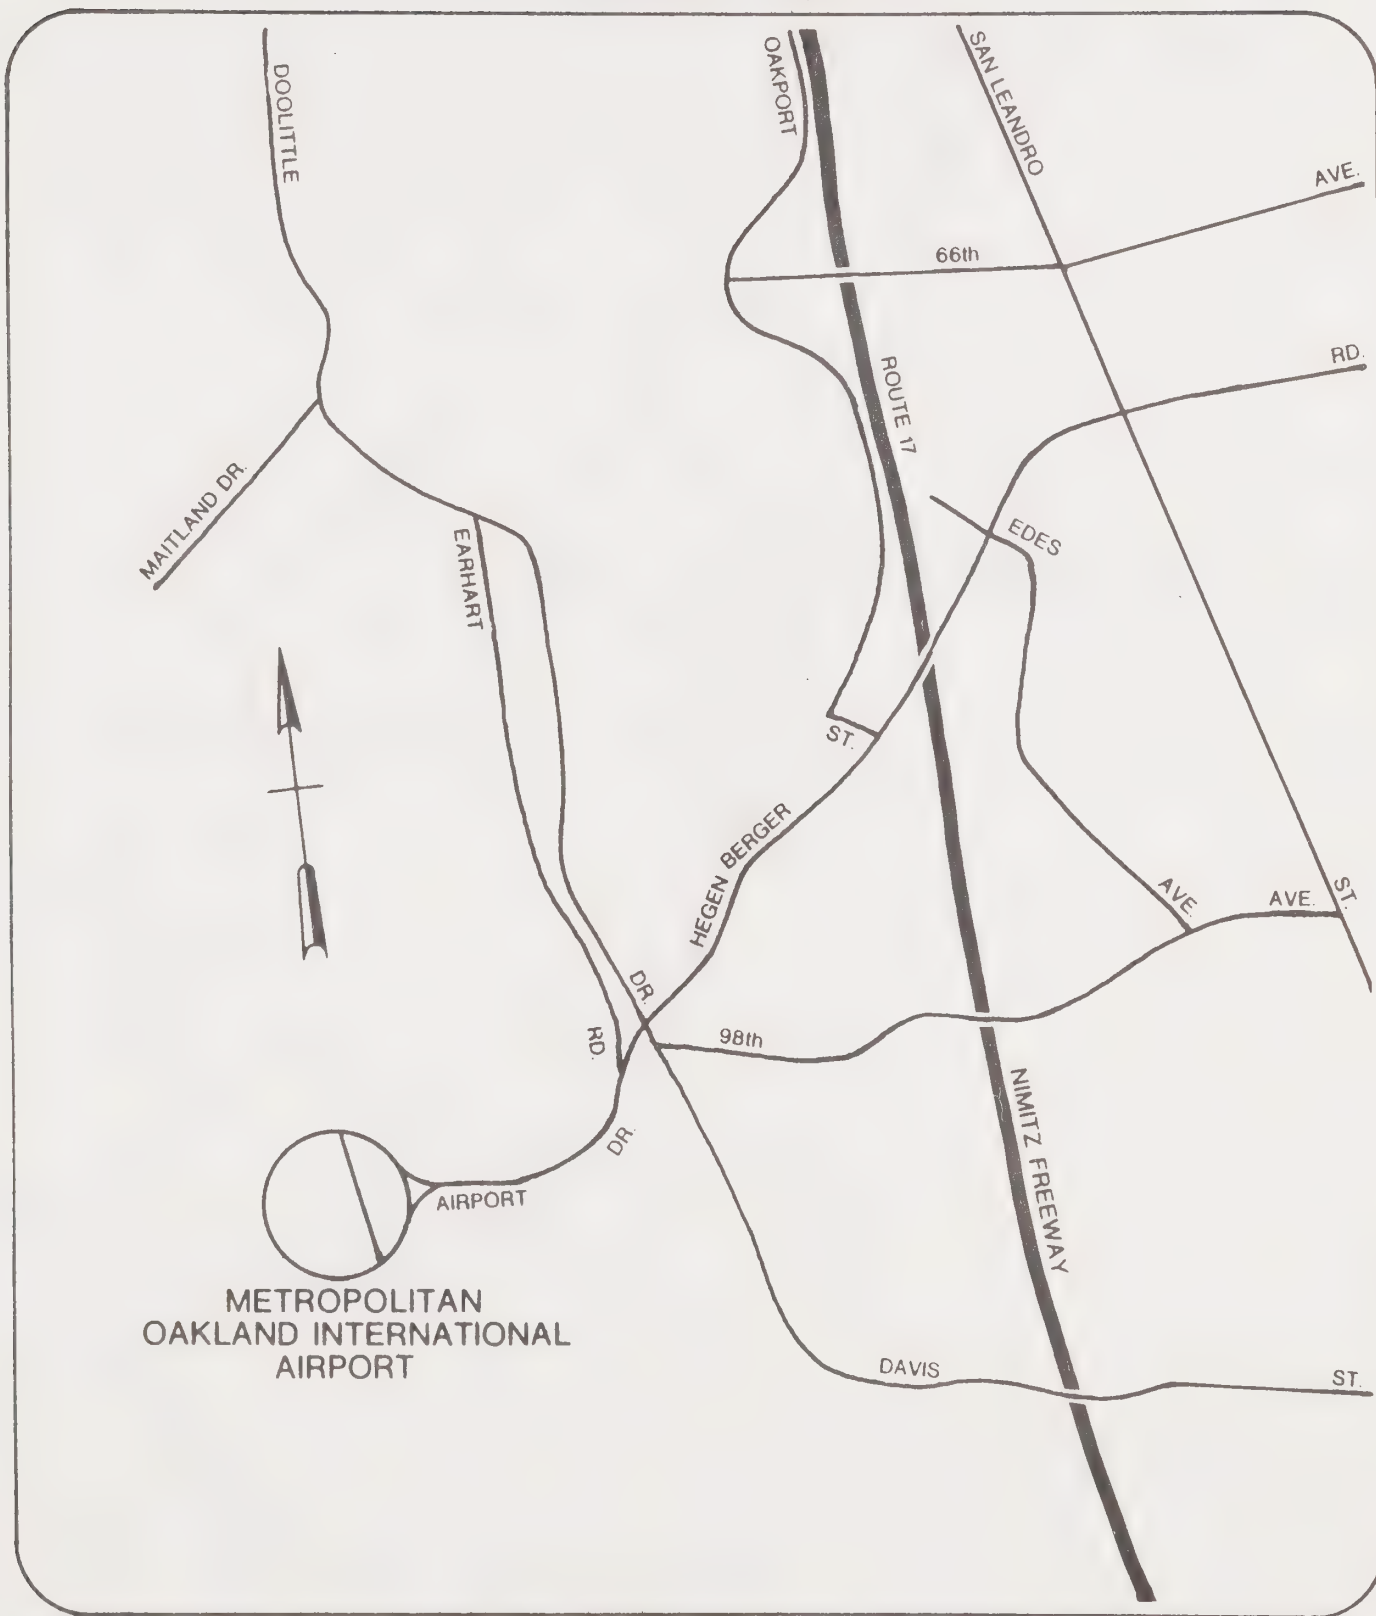 DOOLITTLE
OAKPORT
SAN LEANDRO
AVE.
66th
RD.
ROUTE 17
MAITLAND DR.
EARHART
EDES
ST.
HEGEN BERGER
AVE.
AVE.
ST.
DR.
RD.
98th
DR.
NIMITZ FREEWAY
AIRPORT
METROPOLITAN
OAKLAND INTERNATIONAL
AIRPORT
DAVIS
ST.